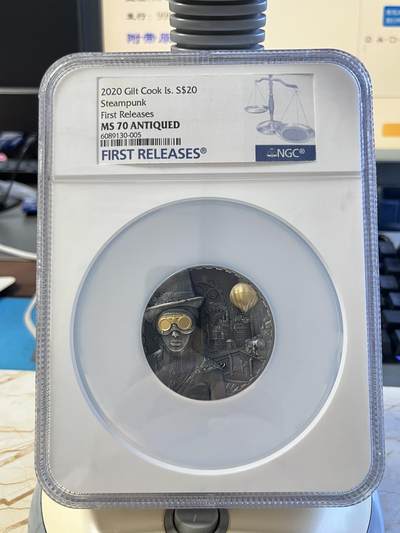 2020 Gilt Cook Is. S$20
Steampunk
First Releases
MS 70 ANTIQUED
6089130-005
FIRST RELEASES®
NGC®